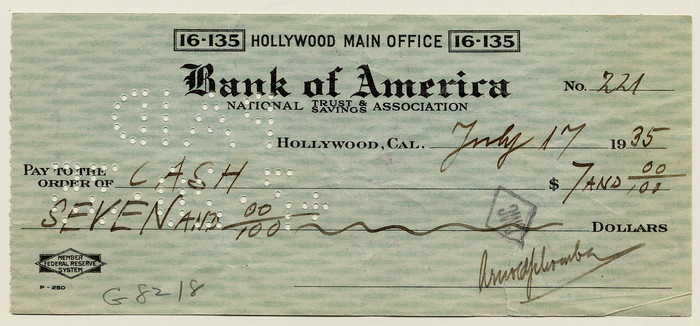 16-135 HOLLYWOOD MAIN OFFICE 16-135
Bank of America
NATIONAL TRUST & SAVINGS ASSOCIATION
No. 221
HOLLYWOOD, CAL. July 17 1935
PAY TO THE ORDER OF CASH $ 7 AND 00/100
SEVEN AND 00/100 DOLLARS
MEMBER
FEDERAL RESERVE
SYSTEM
P-250
G8218
PAID